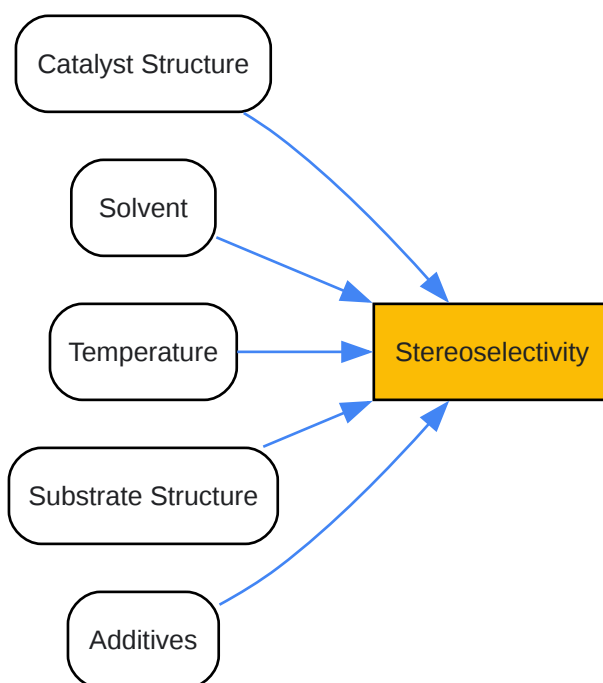 Catalyst Structure
Solvent
Temperature
Stereoselectivity
Substrate Structure
Additives